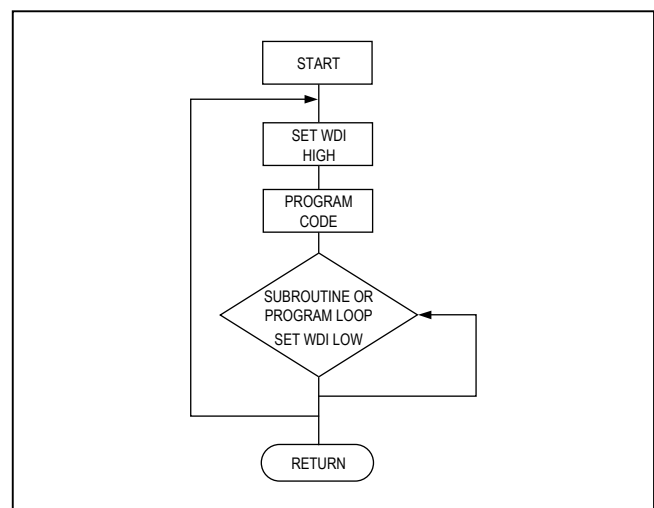 START
SET WDI
HIGH
PROGRAM
CODE
SUBROUTINE OR
PROGRAM LOOP
SET WDI LOW
RETURN